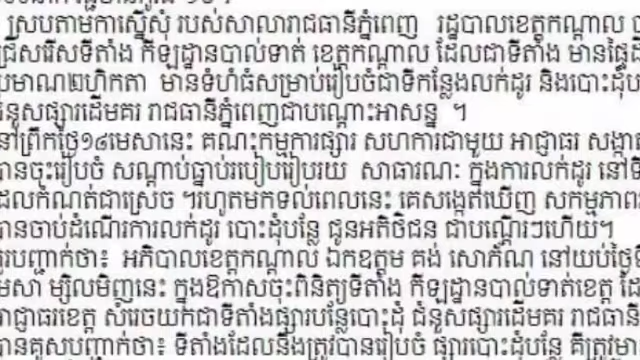 ស្របតាមការស្នើសុំ របស់សាលារាជធានីភ្នំពេញ រដ្ឋបាលខេត្តកណ្តាល
ជ្រើសរើសទីតាំង កីឡដ្ឋានបាល់ទាត់ ខេត្តកណ្តាល ដែលជាទីតាំង មានផ្ទៃដី
ប្រមាណ២ហិកតា មានទំហំធំសម្រាប់រៀបចំជាទីកន្លែងលក់ដូរ និងបោះដុំប
ជំនួសផ្សារដើមគរ រាជធានីភ្នំពេញជាបណ្តោះអាសន្ន ។
នៅព្រឹកថ្ងៃ១៤មេសានេះ គណះកម្មការផ្សារ សហការជាមួយ អាជ្ញាធរ សង្កា
បានចុះរៀបចំ សណ្តាប់ធ្នាប់របៀបរៀបរយ សាធារណៈ ក្នុងការលក់ដូរ នៅទី
ដែលកំណត់ជាស្រេច ។រហូតមកទល់ពេលនេះ គេសង្កេតឃើញ សកម្មភាព
បានចាប់ដំណើរការលក់ដូរ បោះដុំបន្លែ ជូនអតិថិជន ជាបណ្តើរៗហើយ។
គួរបញ្ជាក់ថា៖ អភិបាលខេត្តកណ្តាល ឯកឧត្តម គង់ សោភ័ណ នៅយប់ថ្ងៃ
មេសា ម្សិលមិញនេះ ក្នុងឱកាសចុះពិនិត្យទីតាំង កីឡដ្ឋានបាល់ទាត់ខេត្ត ដែ
អាជ្ញាធរខេត្ត សំរេចយកជាទីតាំងផ្សារបន្លែបោះដុំ ជំនួសផ្សារដើមគរ រាជធានី
បានគូសបញ្ជាក់ថា៖ ទីតាំងដែលនឹងត្រូវបានរៀបចំ ផ្សារបោះដុំបន្លែ គឺត្រូវមា